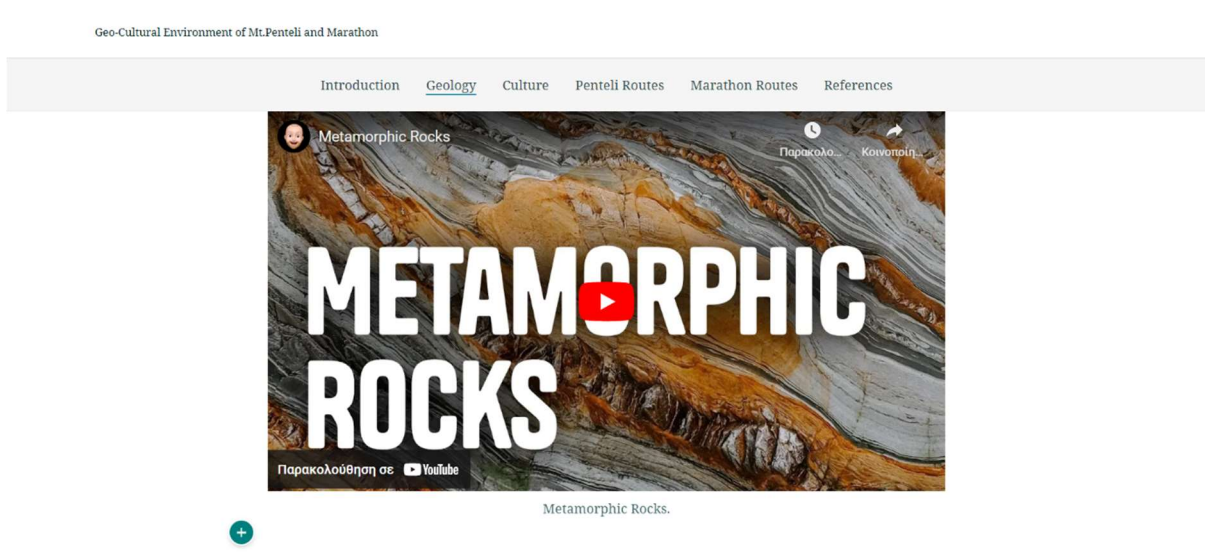 Geo-Cultural Environment of Mt.Penteli and Marathon
Introduction Geology Culture Penteli Routes Marathon Routes References
Metamorphic Rocks
Παρακολο... Κοινοποίη...
METAMORPHIC
ROCKS
Παρακολούθηση σε YouTube
Metamorphic Rocks.